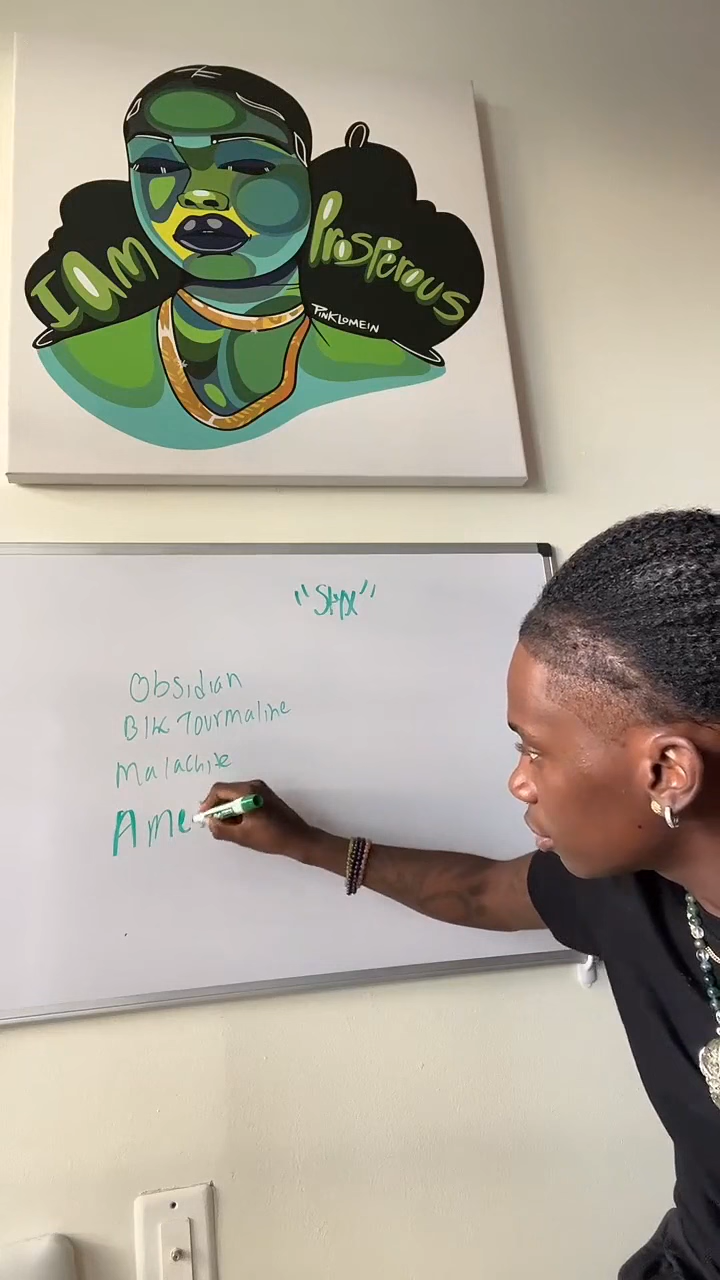 I am
Prosperous
PINKLOMEIN
"Styx"
Obsidian
Blk Tourmaline
Malachite
Ame